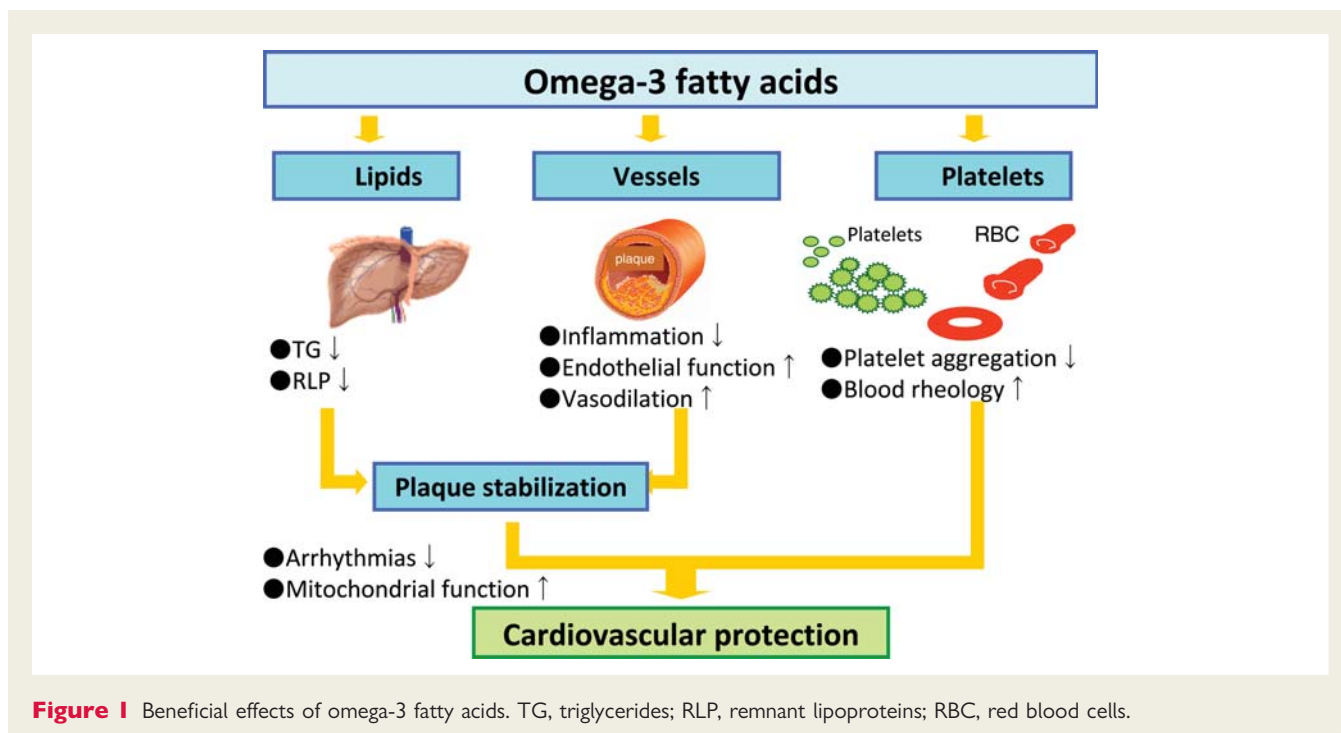 Omega-3 fatty acids
Lipids
Vessels
Platelets
plaque
Platelets
RBC
●TG ↓
●RLP ↓
●Inflammation ↓
●Endothelial function ↑
●Vasodilation ↑
●Platelet aggregation ↓
●Blood rheology ↑
Plaque stabilization
●Arrhythmias ↓
●Mitochondrial function ↑
Cardiovascular protection
Figure 1 Beneficial effects of omega-3 fatty acids. TG, triglycerides; RLP, remnant lipoproteins; RBC, red blood cells.